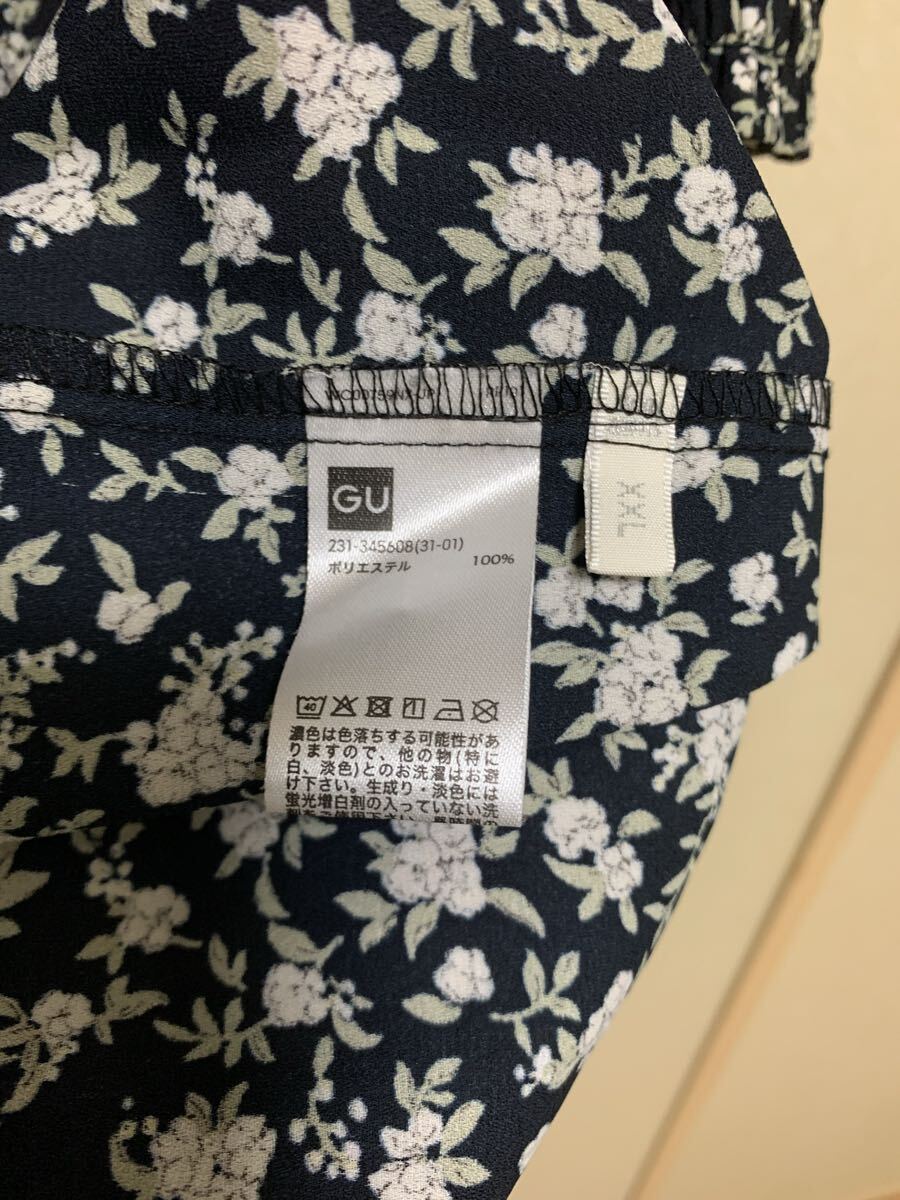 GU
231-345608(31-01)
ポリエステル 100%
40
濃色は色落ちする可能性があ
りますので、他の物(特に
白、淡色)とのお洗濯はお避
け下さい。生成り・淡色には
蛍光増白剤の入っていない洗
XXL